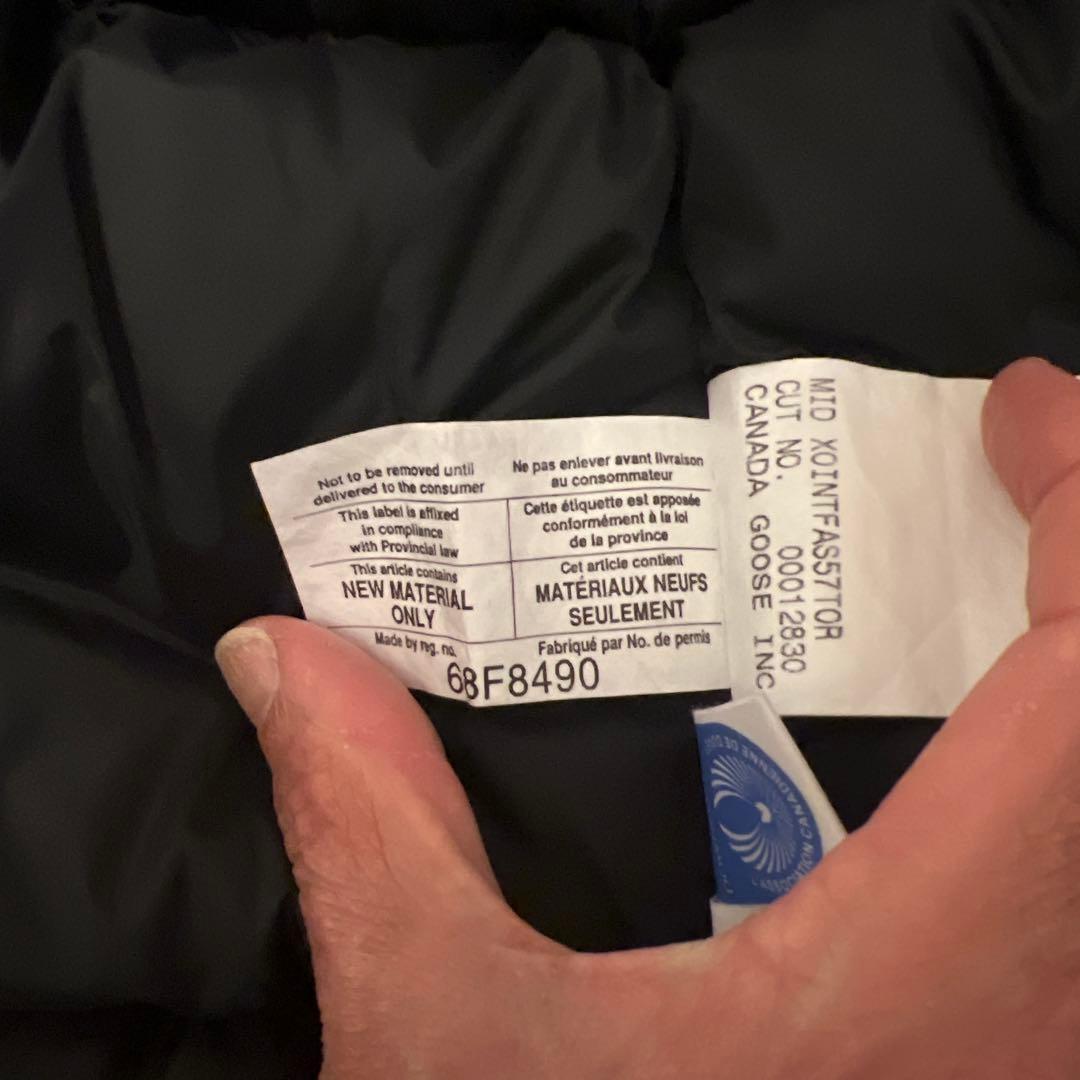 Not to be removed until
delivered to the consumer
Ne pas enlever avant livraison
au consommateur
This label is affixed
in compliance
with Provincial law
Cette étiquette est apposée
conformément à la loi
de la province
This article contains
NEW MATERIAL
ONLY
Cet article contient
MATÉRIAUX NEUFS
SEULEMENT
Made by reg. no.
Fabriqué par No. de permis
68F8490
MID XOINTFAS57TOR
CUT NO. 00012830
CANADA GOOSE INC
L'ASSOCIATION CANADIENNE DE